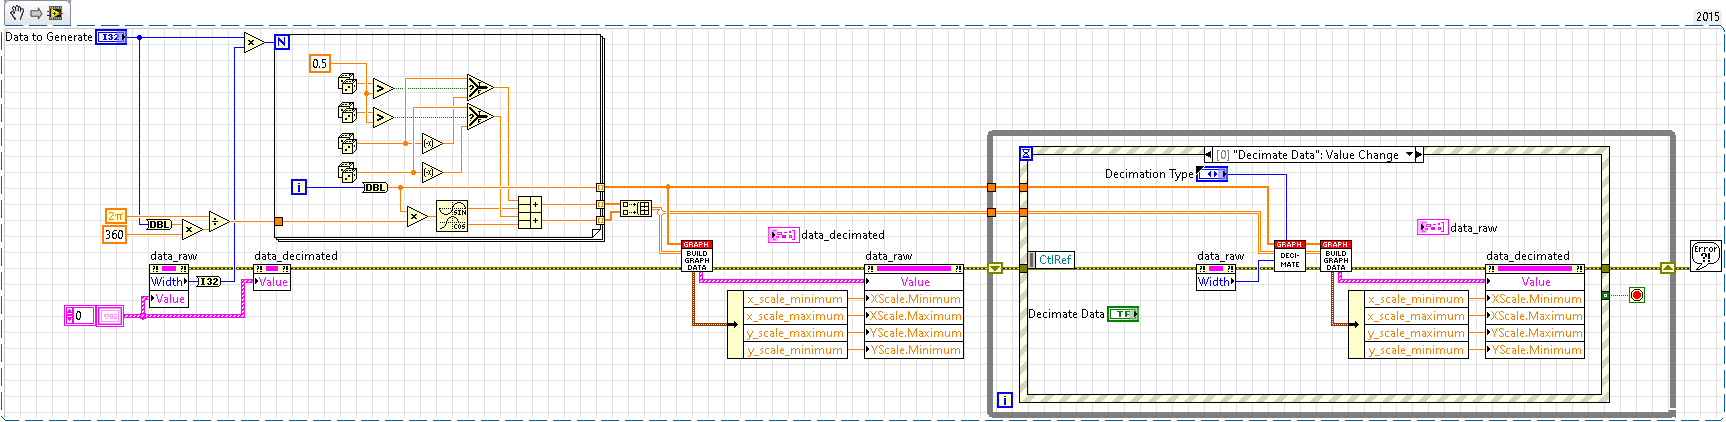 2015
Data to Generate
I32
×
N
0.5
>
>
T
?
F
T
?
F
-x
-x
i
DBL
2π
DBL
÷
360
×
×
SIN
COS
+
+
data_raw
Width
I32
Value
data_decimated
Value
0
GRAPH
BUILD
GRAPH
DATA
data_decimated
data_raw
Value
x_scale_minimum
XScale.Minimum
x_scale_maximum
XScale.Maximum
y_scale_maximum
YScale.Maximum
y_scale_minimum
YScale.Minimum
[0] "Decimate Data": Value Change
Decimation Type
CtlRef
Decimate Data
TF
data_raw
Width
GRAPH
DECI-
MATE
GRAPH
BUILD
GRAPH
DATA
data_raw
data_decimated
Value
x_scale_minimum
XScale.Minimum
x_scale_maximum
XScale.Maximum
y_scale_maximum
YScale.Maximum
y_scale_minimum
YScale.Minimum
i
Error
?!